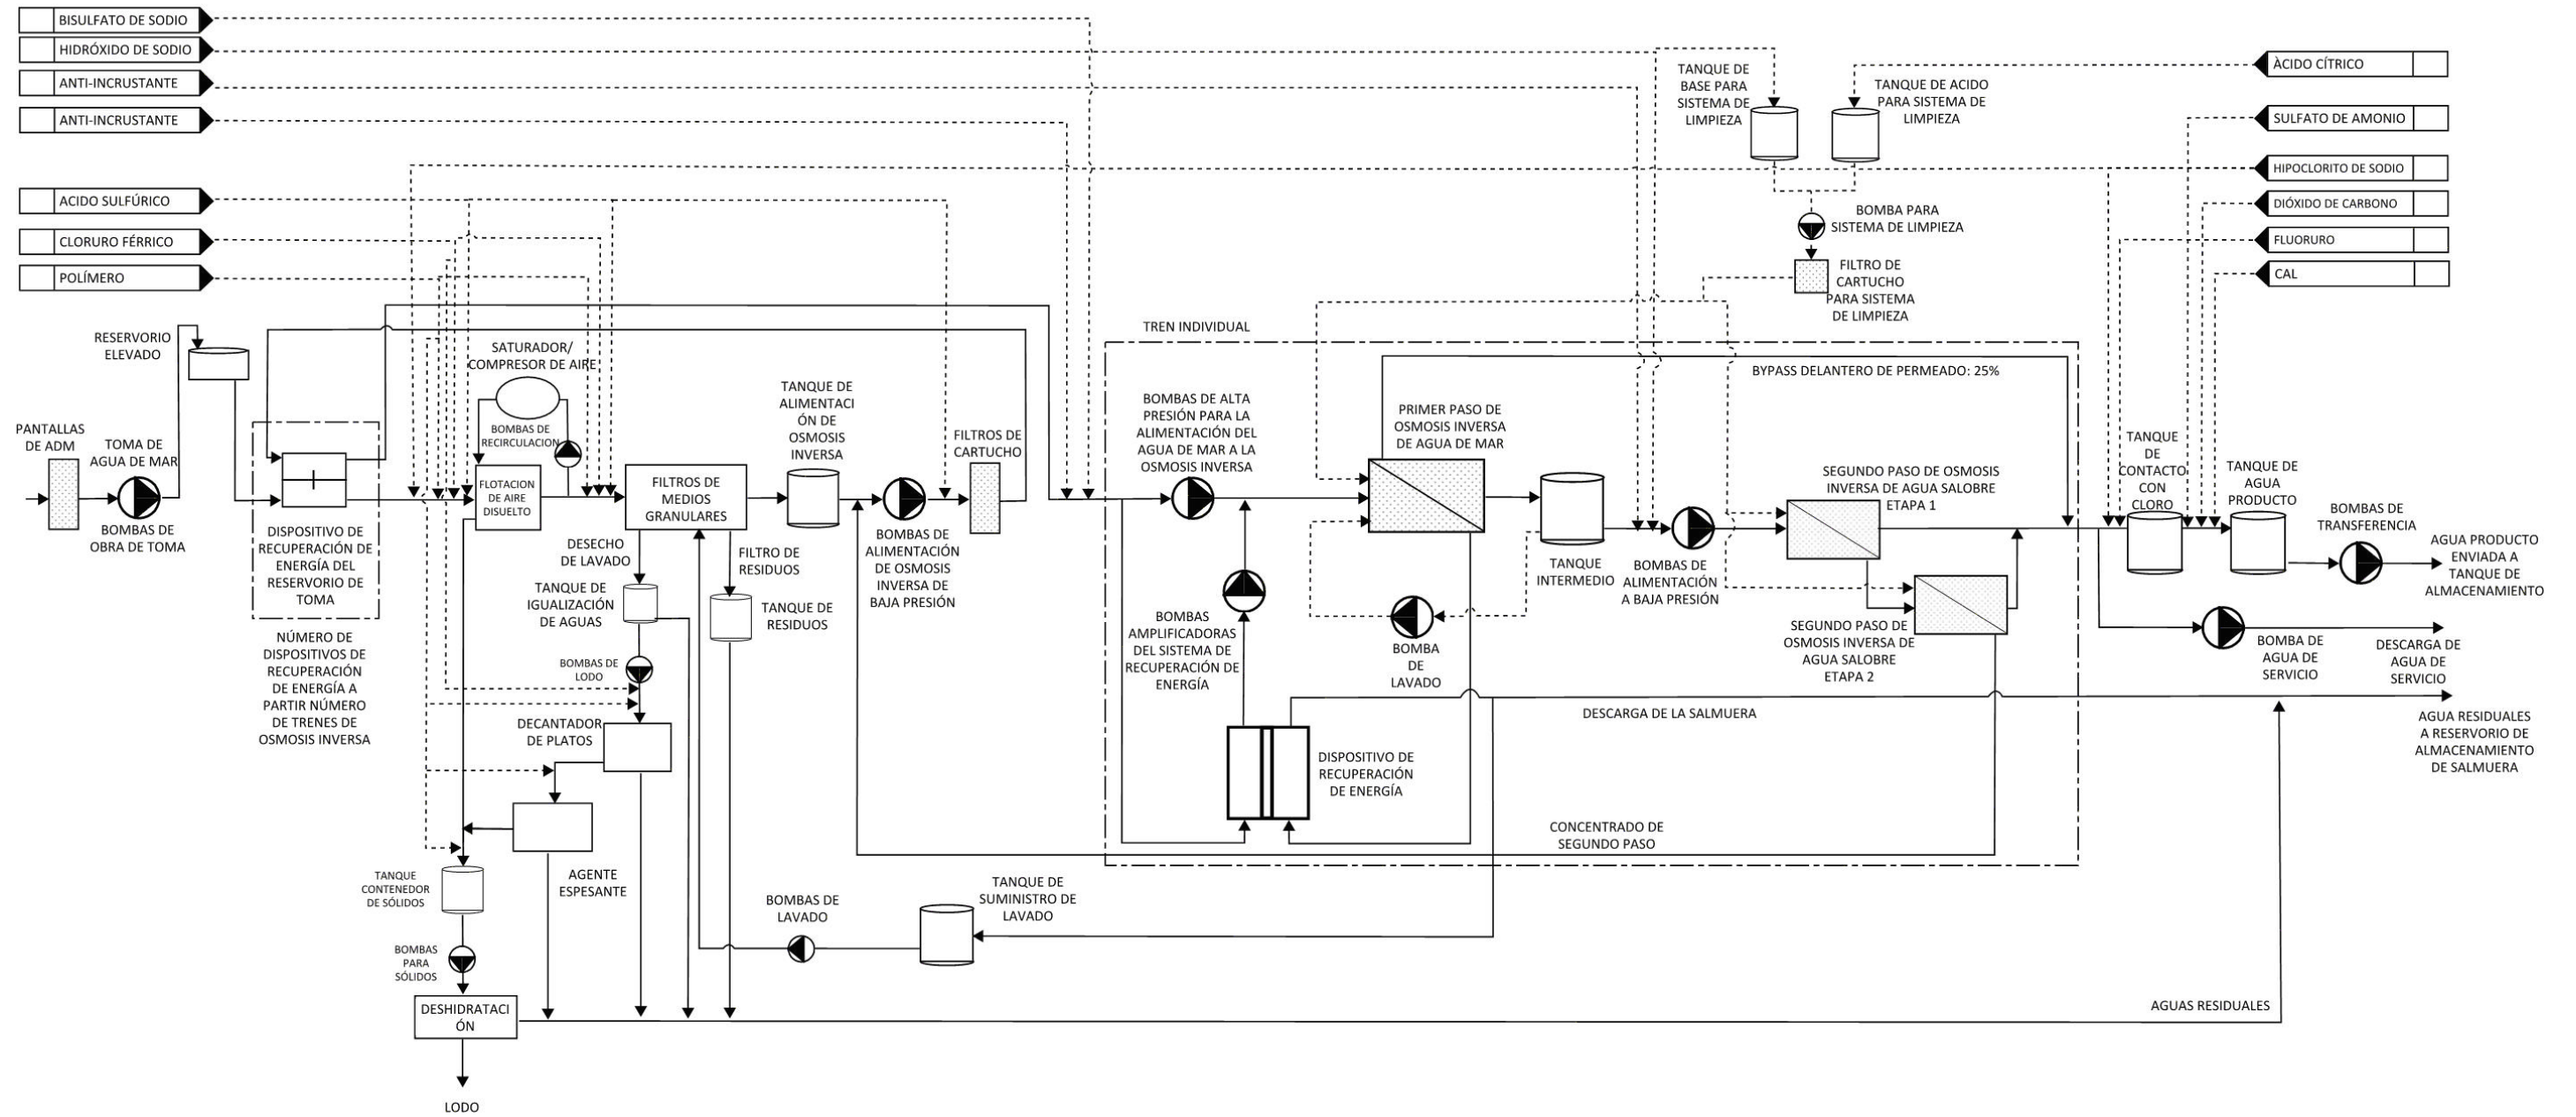 BISULFATO DE SODIO
HIDRÓXIDO DE SODIO
ANTI-INCRUSTANTE
ANTI-INCRUSTANTE
ACIDO SULFÚRICO
CLORURO FÉRRICO
POLÍMERO
ÀCIDO CÍTRICO
SULFATO DE AMONIO
HIPOCLORITO DE SODIO
DIÓXIDO DE CARBONO
FLUORURO
CAL
TANQUE DE
BASE PARA
SISTEMA DE
LIMPIEZA
TANQUE DE ACIDO
PARA SISTEMA DE
LIMPIEZA
BOMBA PARA
SISTEMA DE LIMPIEZA
FILTRO DE
CARTUCHO
PARA SISTEMA
DE LIMPIEZA
RESERVORIO
ELEVADO
PANTALLAS
DE ADM
TOMA DE
AGUA DE MAR
BOMBAS DE
OBRA DE TOMA
DISPOSITIVO DE
RECUPERACIÓN DE
ENERGÍA DEL
RESERVORIO DE
TOMA
NÚMERO DE
DISPOSITIVOS DE
RECUPERACIÓN
DE ENERGÍA A
PARTIR NÚMERO
DE TRENES DE
OSMOSIS INVERSA
SATURADOR/
COMPRESOR DE AIRE
BOMBAS DE
RECIRCULACION
FLOTACION
DE AIRE
DISUELTO
FILTROS DE
MEDIOS
GRANULARES
TANQUE DE
ALIMENTACI
ÓN DE
OSMOSIS
INVERSA
FILTROS DE
CARTUCHO
BOMBAS DE
ALIMENTACIÓN
DE OSMOSIS
INVERSA DE
BAJA PRESIÓN
DESECHO
DE LAVADO
FILTRO DE
RESIDUOS
TANQUE DE
IGUALIZACIÓN
DE AGUAS
TANQUE DE
RESIDUOS
BOMBAS DE
LODO
DECANTADOR
DE PLATOS
AGENTE
ESPESANTE
TANQUE
CONTENEDOR
DE SÓLIDOS
BOMBAS
PARA
SÓLIDOS
DESHIDRATACI
ÓN
LODO
BOMBAS DE
LAVADO
TANQUE DE
SUMINISTRO DE
LAVADO
TREN INDIVIDUAL
BOMBAS DE ALTA
PRESIÓN PARA LA
ALIMENTACIÓN DEL
AGUA DE MAR A LA
OSMOSIS INVERSA
PRIMER PASO DE
OSMOSIS INVERSA
DE AGUA DE MAR
BYPASS DELANTERO DE PERMEADO: 25%
BOMBAS
AMPLIFICADORAS
DEL SISTEMA DE
RECUPERACIÓN DE
ENERGÍA
BOMBA
DE
LAVADO
TANQUE
INTERMEDIO
BOMBAS DE
ALIMENTACIÓN
A BAJA PRESIÓN
SEGUNDO PASO DE OSMOSIS
INVERSA DE AGUA SALOBRE
ETAPA 1
SEGUNDO PASO DE
OSMOSIS INVERSA DE
AGUA SALOBRE
ETAPA 2
DESCARGA DE LA SALMUERA
DISPOSITIVO DE
RECUPERACIÓN
DE ENERGÍA
CONCENTRADO DE
SEGUNDO PASO
TANQUE
DE
CONTACTO
CON
CLORO
TANQUE DE
AGUA
PRODUCTO
BOMBAS DE
TRANSFERENCIA
AGUA PRODUCTO
ENVIADA A
TANQUE DE
ALMACENAMIENTO
BOMBA DE
AGUA DE
SERVICIO
DESCARGA DE
AGUA DE
SERVICIO
AGUA RESIDUALES
A RESERVORIO DE
ALMACENAMIENTO
DE SALMUERA
AGUAS RESIDUALES